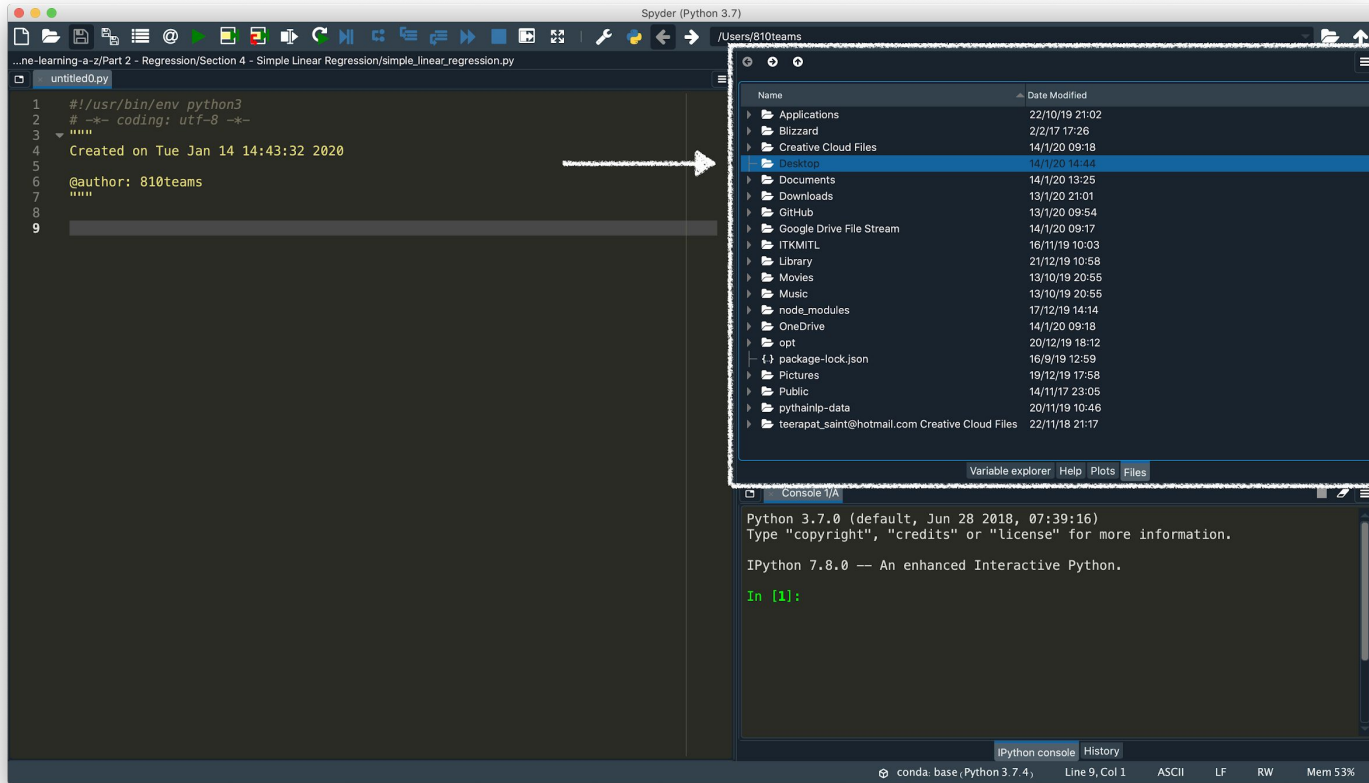 Spyder (Python 3.7)
/Users/810teams
...ne-learning-a-z/Part 2 - Regression/Section 4 - Simple Linear Regression/simple_linear_regression.py
untitled0.py
1 #!/usr/bin/env python3
2 # -*- coding: utf-8 -*-
3 """
4 Created on Tue Jan 14 14:43:32 2020
5
6 @author: 810teams
7 """
8
9
Name Date Modified
Applications 22/10/19 21:02
Blizzard 2/2/17 17:26
Creative Cloud Files 14/1/20 09:18
Desktop 14/1/20 14:44
Documents 14/1/20 13:25
Downloads 13/1/20 21:01
GitHub 13/1/20 09:54
Google Drive File Stream 14/1/20 09:17
ITKMITL 16/11/19 10:03
Library 21/12/19 10:58
Movies 13/10/19 20:55
Music 13/10/19 20:55
node_modules 17/12/19 14:14
OneDrive 14/1/20 09:18
opt 20/12/19 18:12
{..} package-lock.json 16/9/19 12:59
Pictures 19/12/19 17:58
Public 14/11/17 23:05
pythainlp-data 20/11/19 10:46
teerapat_saint@hotmail.com Creative Cloud Files 22/11/18 21:17
Variable explorer Help Plots Files
Console 1/A
Python 3.7.0 (default, Jun 28 2018, 07:39:16)
Type "copyright", "credits" or "license" for more information.
IPython 7.8.0 -- An enhanced Interactive Python.
In [1]:
IPython console History
conda: base (Python 3.7.4) Line 9, Col 1 ASCII LF RW Mem 53%